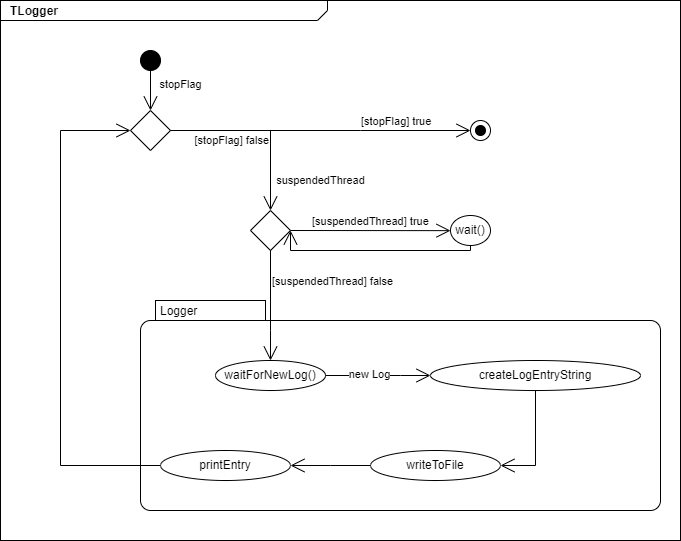 TLogger
stopFlag
[stopFlag] true
[stopFlag] false
suspendedThread
[suspendedThread] true
wait()
[suspendedThread] false
Logger
waitForNewLog()
new Log
createLogEntryString
printEntry
writeToFile